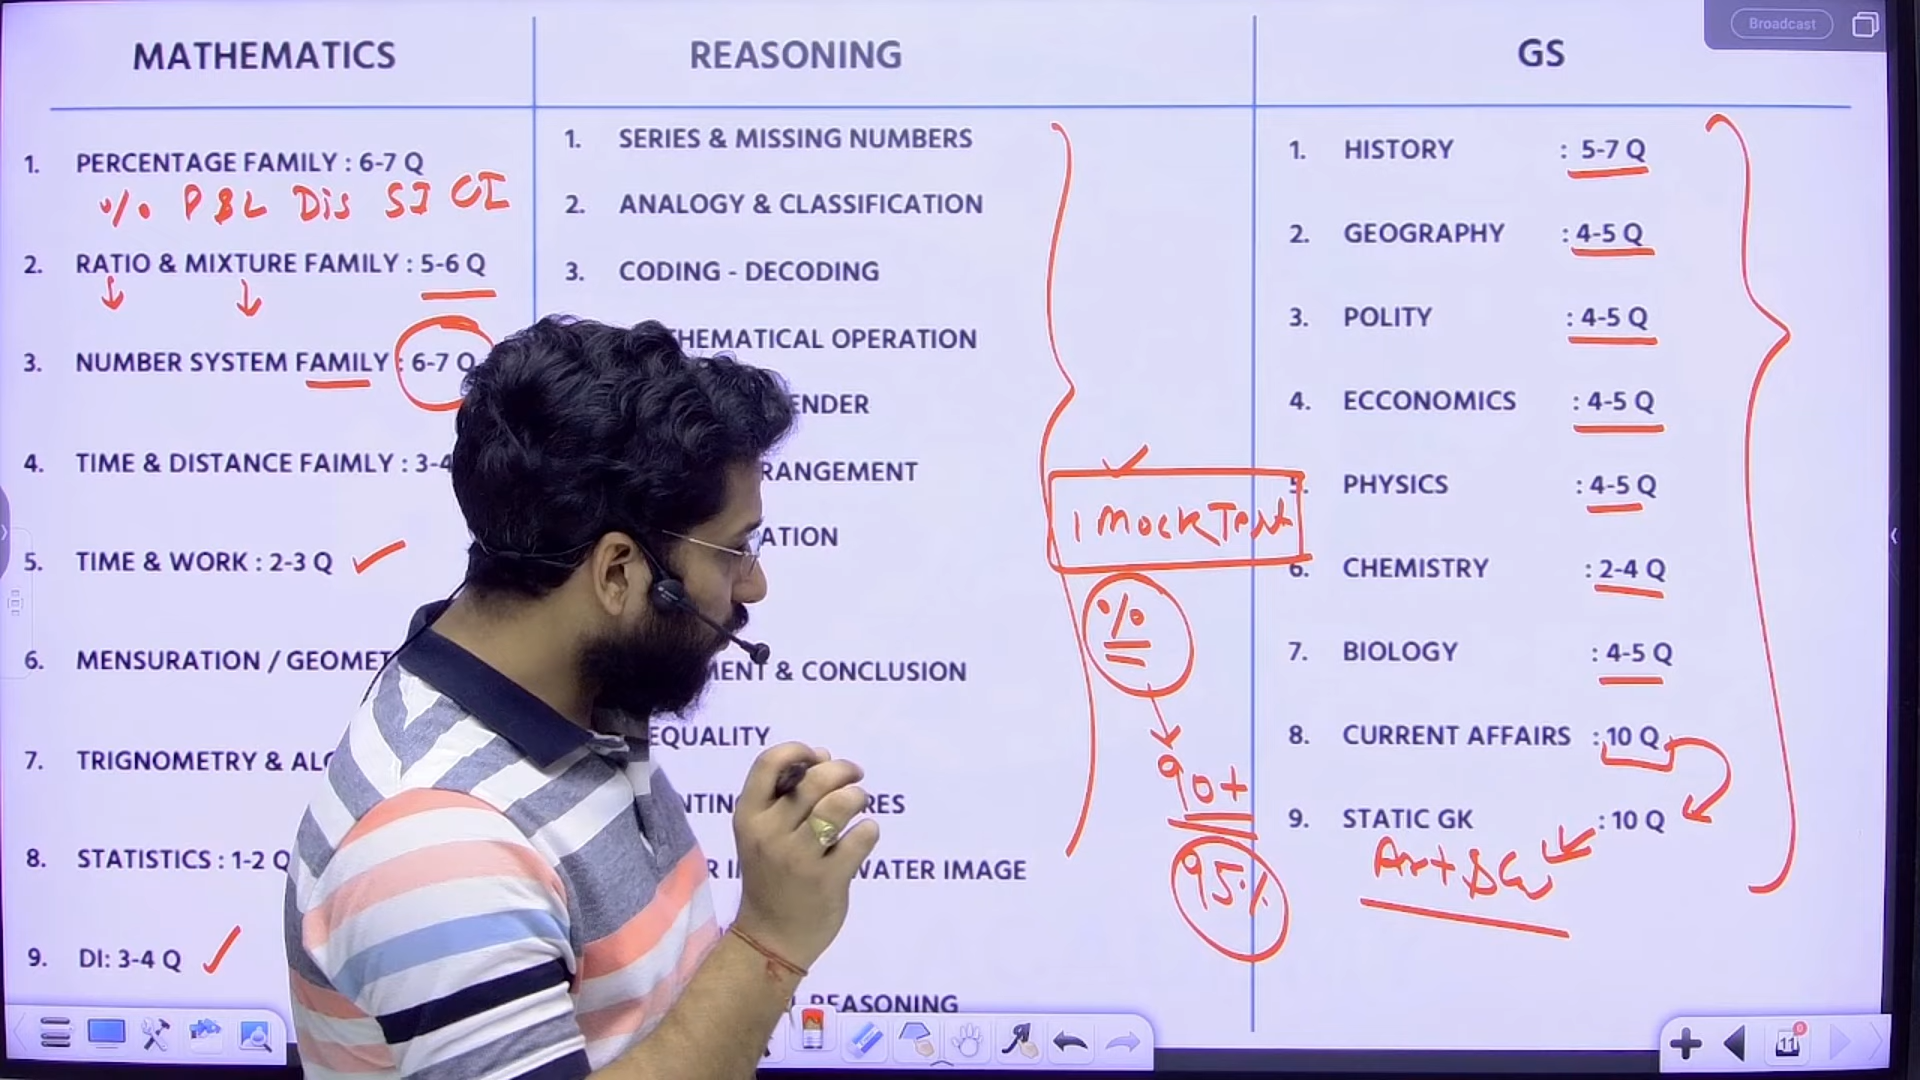 Broadcast
MATHEMATICS
1. PERCENTAGE FAMILY : 6-7 Q
% P&L Dis SI CI
2. RATIO & MIXTURE FAMILY : 5-6 Q
3. NUMBER SYSTEM FAMILY : 6-7 Q
4. TIME & DISTANCE FAIMLY : 3-4
5. TIME & WORK : 2-3 Q
6. MENSURATION / GEOMET
7. TRIGNOMETRY & ALG
8. STATISTICS : 1-2 Q
9. DI: 3-4 Q
REASONING
1. SERIES & MISSING NUMBERS
2. ANALOGY & CLASSIFICATION
3. CODING - DECODING
HEMATICAL OPERATION
ENDER
RANGEMENT
ATION
MENT & CONCLUSION
EQUALITY
NTING RES
R I WATER IMAGE
REASONING
1 MOCK
%
90+
95%
GS
1. HISTORY : 5-7 Q
2. GEOGRAPHY : 4-5 Q
3. POLITY : 4-5 Q
4. ECCONOMICS : 4-5 Q
5. PHYSICS : 4-5 Q
6. CHEMISTRY : 2-4 Q
7. BIOLOGY : 4-5 Q
8. CURRENT AFFAIRS : 10 Q
9. STATIC GK : 10 Q
Art &
11